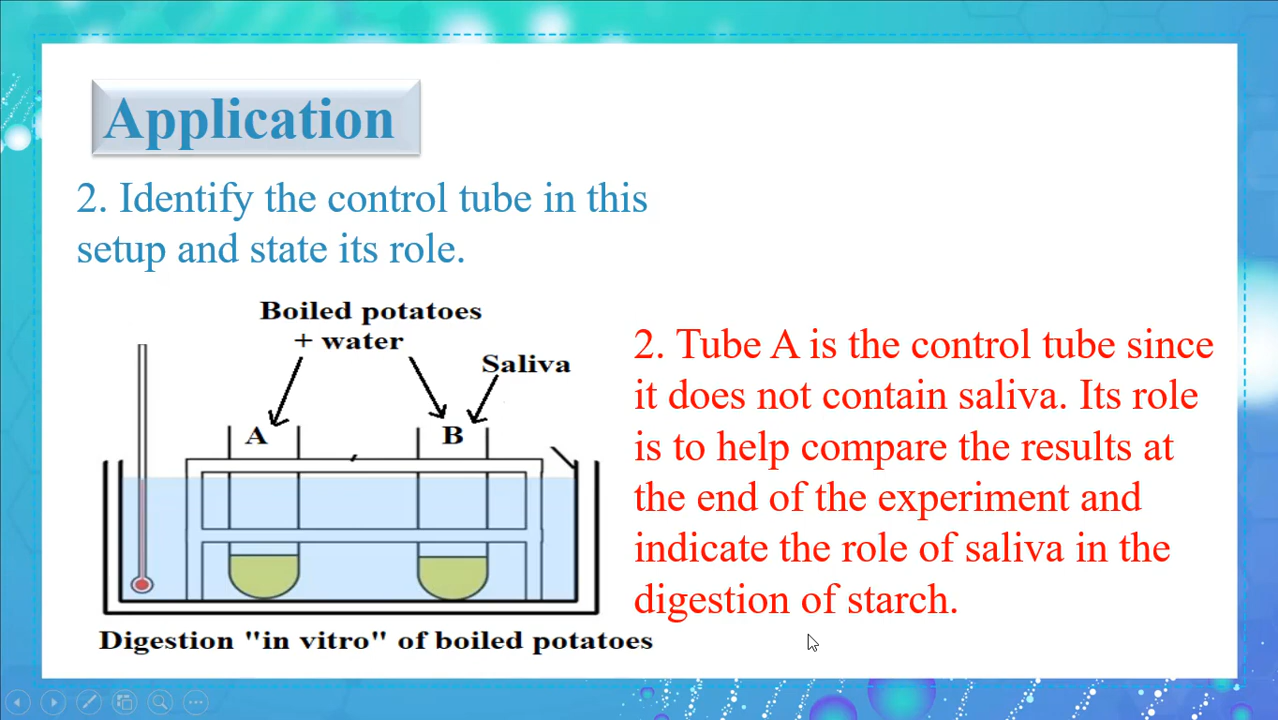 Application
2. Identify the control tube in this
setup and state its role.
Boiled potatoes
+ water
Saliva
A
B
Digestion "in vitro" of boiled potatoes
2. Tube A is the control tube since
it does not contain saliva. Its role
is to help compare the results at
the end of the experiment and
indicate the role of saliva in the
digestion of starch.